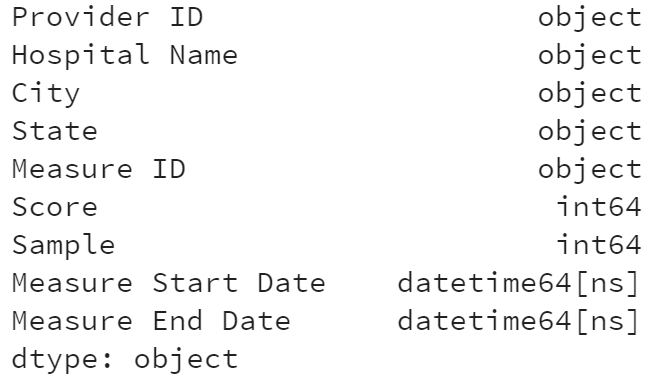 Provider ID                   object
Hospital Name                 object
City                          object
State                         object
Measure ID                    object
Score                          int64
Sample                         int64
Measure Start Date    datetime64[ns]
Measure End Date      datetime64[ns]
dtype: object